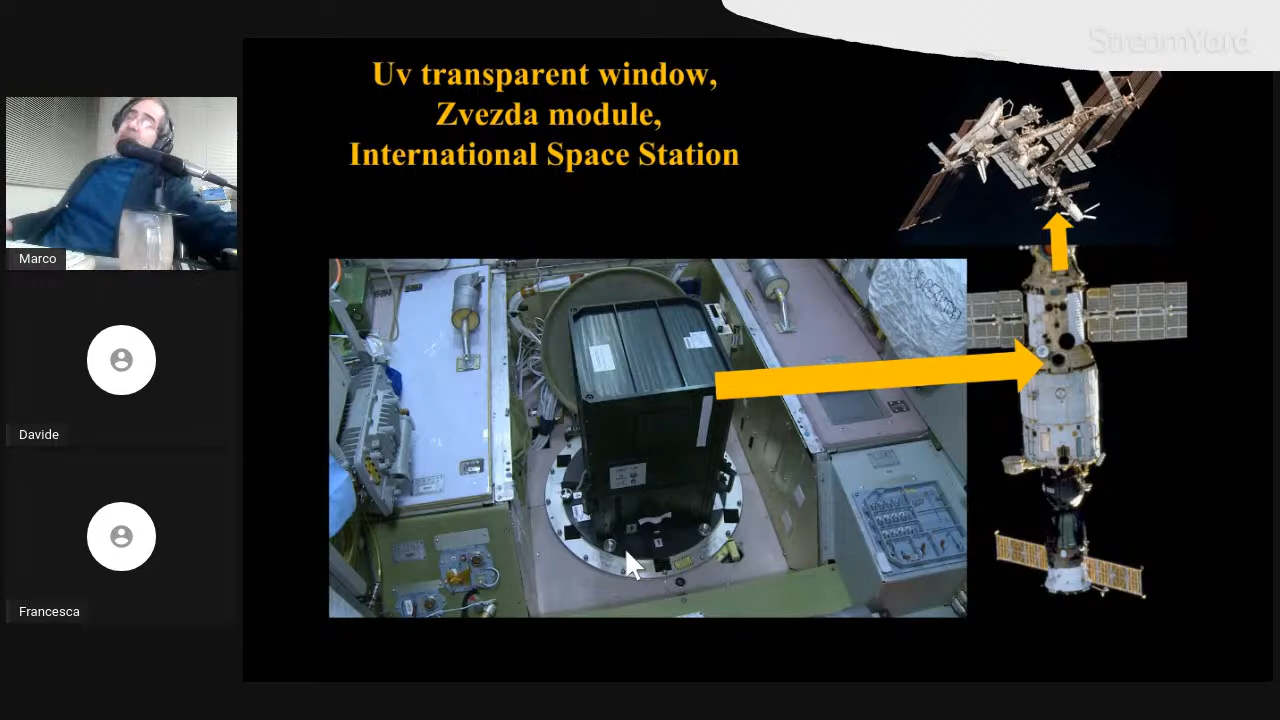 StreamYard
Uv transparent window,
Zvezda module,
International Space Station
Marco
Davide
Francesca